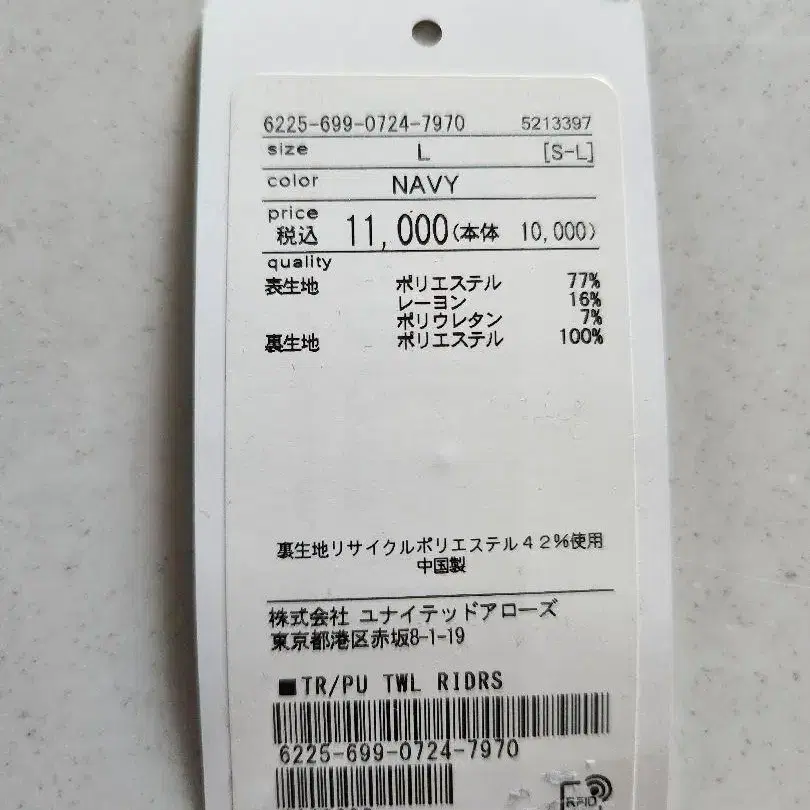 6225-699-0724-7970 5213397
size L [S-L]
color NAVY
price
税込 11,000(本体 10,000)
quality
表生地 ポリエステル 77%
レーヨン 16%
ポリウレタン 7%
裏生地 ポリエステル 100%
裏生地リサイクルポリエステル42%使用
中国製
株式会社 ユナイテッドアローズ
東京都港区赤坂8-1-19
■TR/PU TWL RIDRS
6225-699-0724-7970
RFID